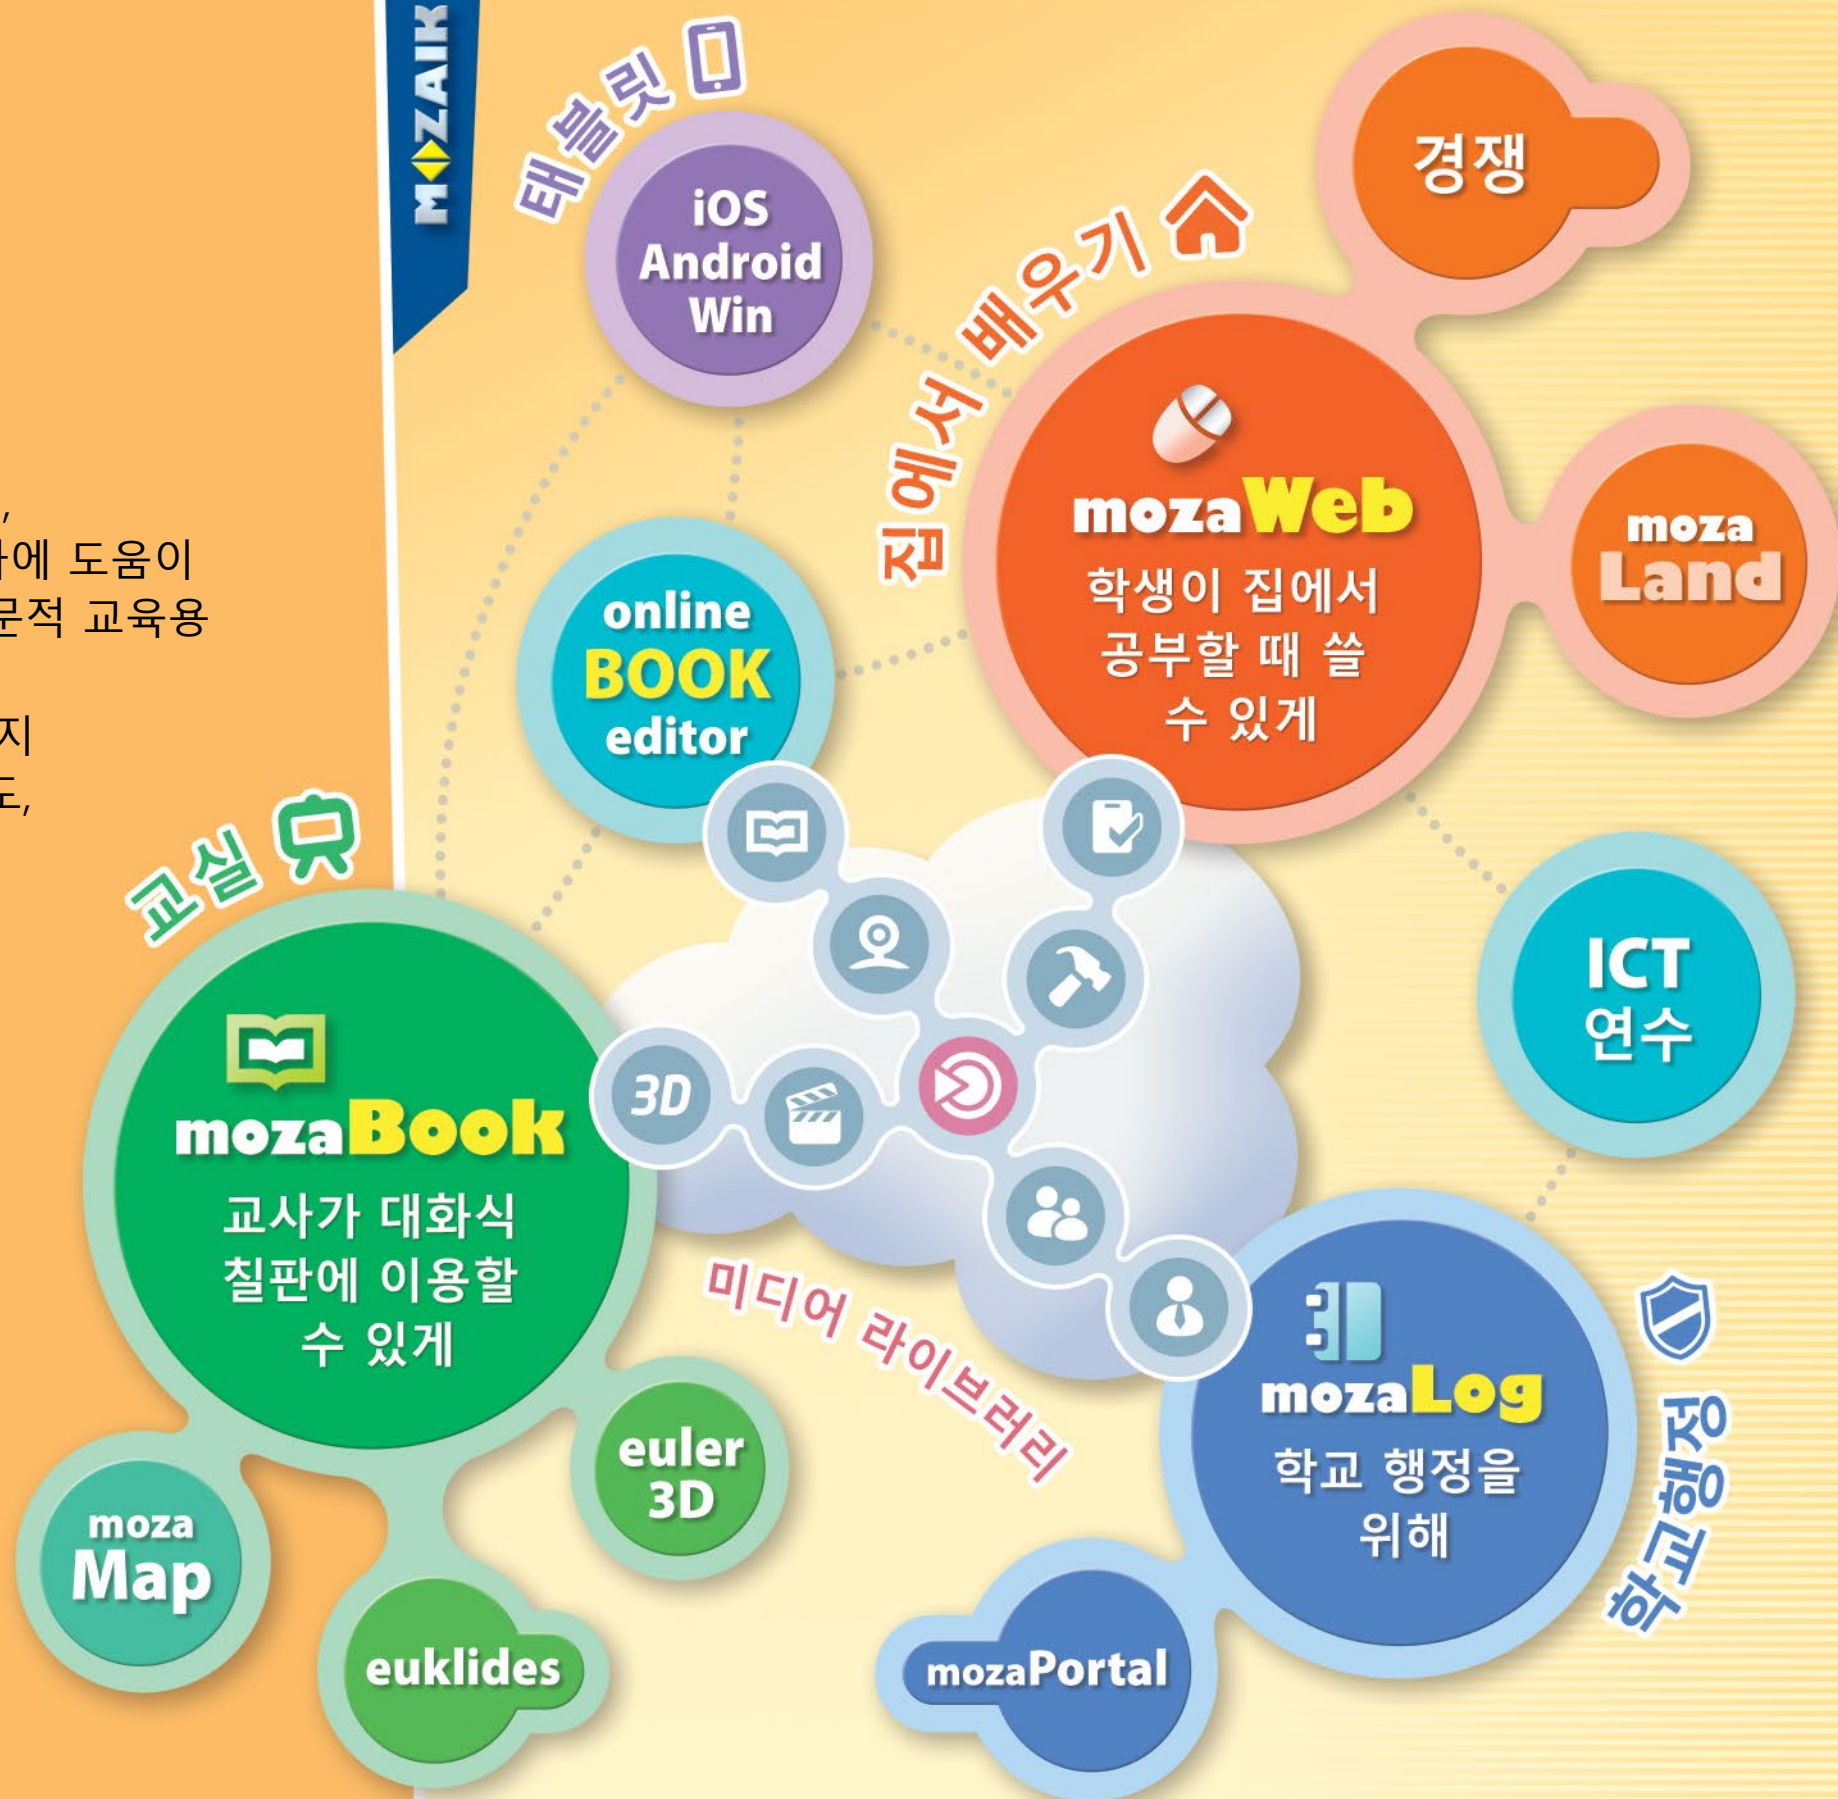 MOZAIK
태블릿
iOS
Android
Win
경쟁
집에서 배우기
mozaWeb
학생이 집에서
공부할 때 쓸
수 있게
moza
Land
online
BOOK
editor
에 도움이
적 교육용
지
교실
mozaBook
교사가 대화식
칠판에 이용할
수 있게
3D
ICT
연수
미디어 라이브러리
mozaLog
학교 행정을
위해
학교행정
euler
3D
moza
Map
euklides
mozaPortal